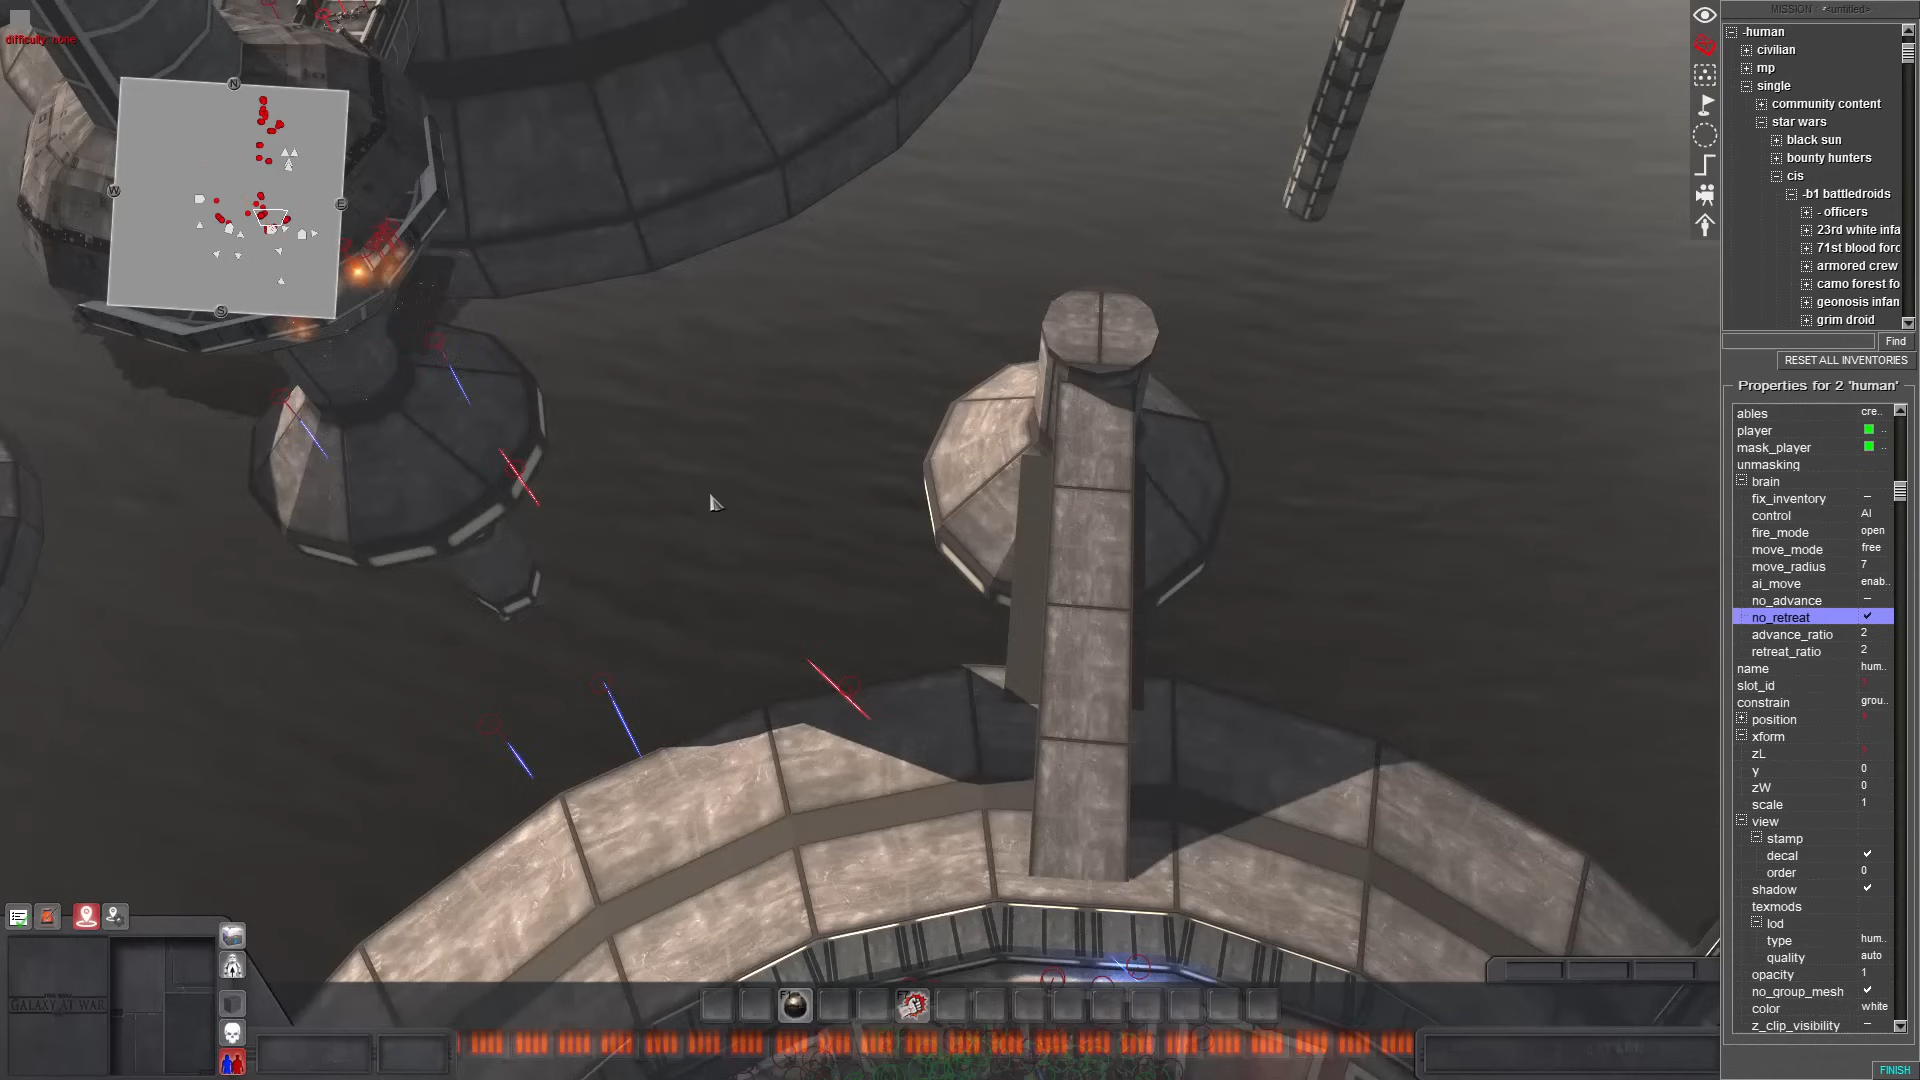 difficulty: none
N
W
E
S
MISSION : <untitled>
-human
civilian
mp
single
community content
star wars
black sun
bounty hunters
cis
-b1 battledroids
- officers
23rd white infa
71st blood forc
armored crew
camo forest fo
geonosis infan
grim droid
Find
RESET ALL INVENTORIES
Properties for 2 'human'
ables cre..
player ..
mask_player ..
unmasking
brain
fix_inventory –
control AI
fire_mode open
move_mode free
move_radius 7
ai_move enab..
no_advance –
no_retreat
advance_ratio 2
retreat_ratio 2
name hum..
slot_id
constrain grou..
position
xform
zL
y 0
zW 0
scale 1
view
stamp
decal
order 0
shadow
texmods
lod
type hum..
quality auto
opacity 1
no_group_mesh
color white
z_clip_visibility –
FINISH
GALAXY AT WAR